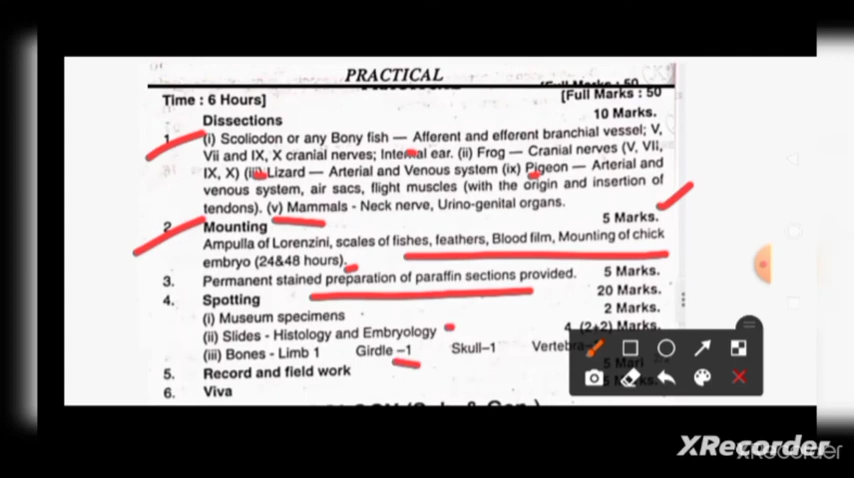 PRACTICAL
Time : 6 Hours] [Full Marks : 50
Dissections 10 Marks.
1. (i) Scoliodon or any Bony fish — Afferent and efferent branchial vessel; V,
Vii and IX, X cranial nerves; Internal ear. (ii) Frog — Cranial nerves (V, VII,
IX, X) (iii) Lizard — Arterial and Venous system (ix) Pigeon — Arterial and
venous system, air sacs, flight muscles (with the origin and insertion of
tendons). (v) Mammals - Neck nerve, Urino-genital organs.
2. Mounting 5 Marks.
Ampulla of Lorenzini, scales of fishes, feathers, Blood film, Mounting of chick
embryo (24&48 hours).
3. Permanent stained preparation of paraffin sections provided. 5 Marks.
4. Spotting 20 Marks.
(i) Museum specimens 2 Marks.
(ii) Slides - Histology and Embryology 4 (2+2) Marks.
(iii) Bones - Limb 1 Girdle –1 Skull–1 Vertebra
5. Record and field work 5
6. Viva
XRecorder